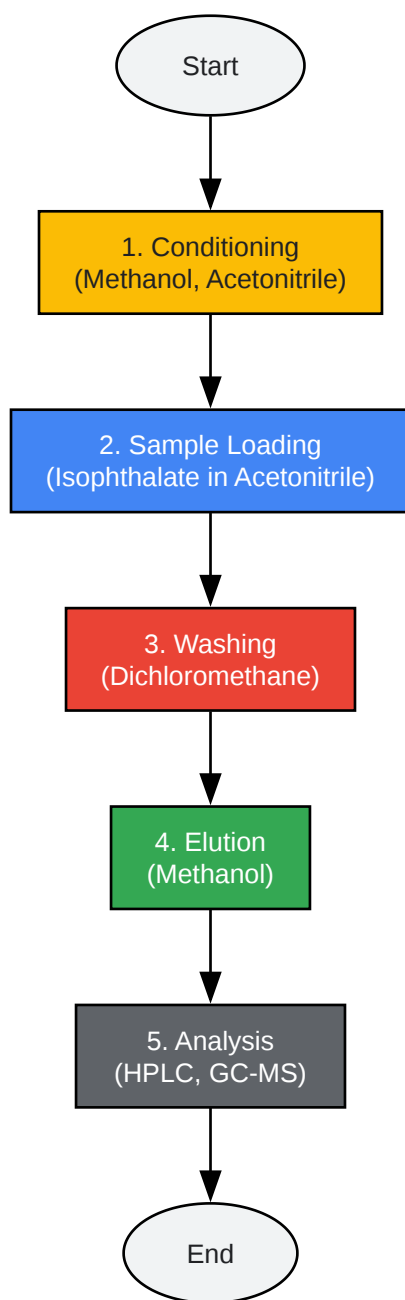 Start
1. Conditioning
(Methanol, Acetonitrile)
2. Sample Loading
(Isophthalate in Acetonitrile)
3. Washing
(Dichloromethane)
4. Elution
(Methanol)
5. Analysis
(HPLC, GC-MS)
End